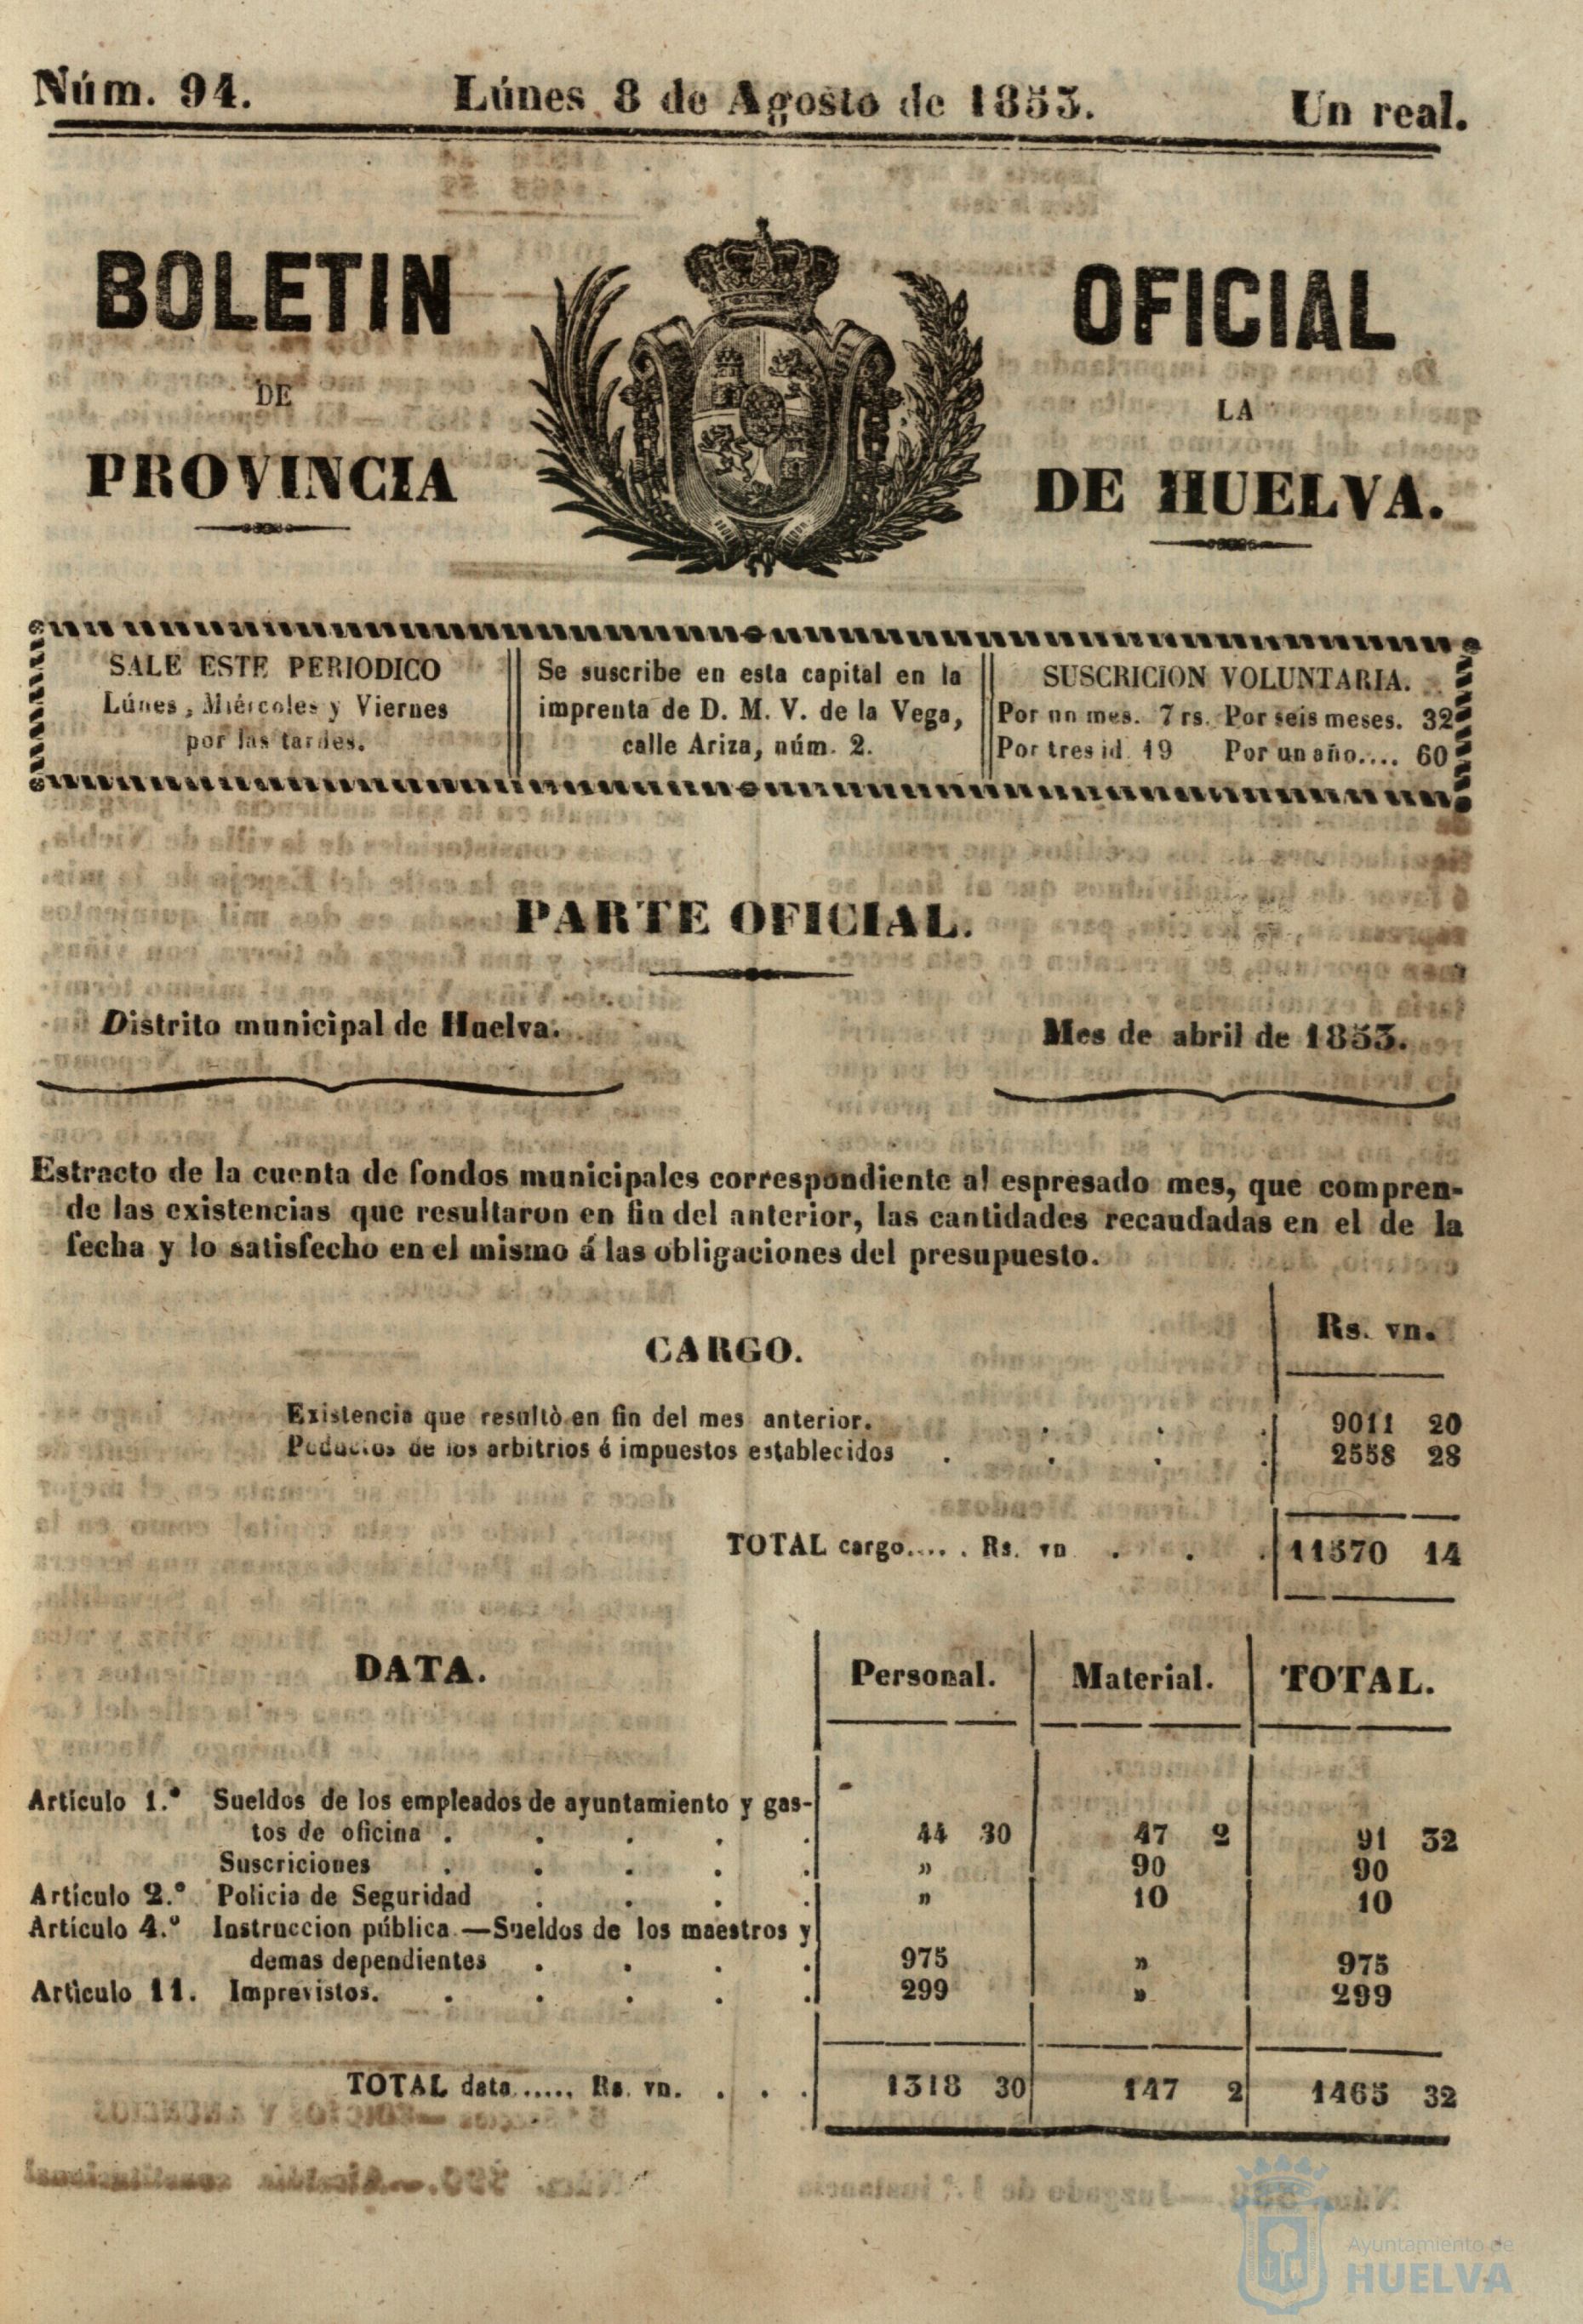 Núm. 94. Lúnes 8 de Agosto de 1853. Un real.
BOLETIN OFICIAL
DE LA
PROVINCIA DE HUELVA.
SALE ESTE PERIODICO
Lúnes, Miércoles y Viernes
por las tardes.
Se suscribe en esta capital en la
imprenta de D. M. V. de la Vega,
calle Ariza, núm. 2.
SUSCRICION VOLUNTARIA.
Por un mes. 7 rs. Por seis meses. 32
Por tres id. 19 Por un año.... 60
PARTE OFICIAL.
Distrito municipal de Huelva. Mes de abril de 1853.
Estracto de la cuenta de fondos municipales correspondiente al espresado mes, que compren-
de las existencias que resultaron en fin del anterior, las cantidades recaudadas en el de la
fecha y lo satisfecho en el mismo á las obligaciones del presupuesto.
Rs. vn.
CARGO.
Existencia que resultò en fin del mes anterior. . . . 9011 20
Poductos de los arbitrios é impuestos establecidos . . . . 2558 28
TOTAL cargo..... Rs. vn . . . 11570 14
DATA. Personal. Material. TOTAL.
Artículo 1.º Sueldos de los empleados de ayuntamiento y gas-
tos de oficina . . . . . 44 30 47 2 91 32
Suscriciones . . . . . » 90 90
Artículo 2.º Policia de Seguridad . . . . » 10 10
Artículo 4.º Instruccion pública.—Sueldos de los maestros y
demas dependientes . . . . 975 » 975
Artìculo 11. Imprevistos. . . . . . 299 » 299
TOTAL data..... Rs. vn. . . . 1318 30 147 2 1465 32
Ayuntamiento de
HUELVA